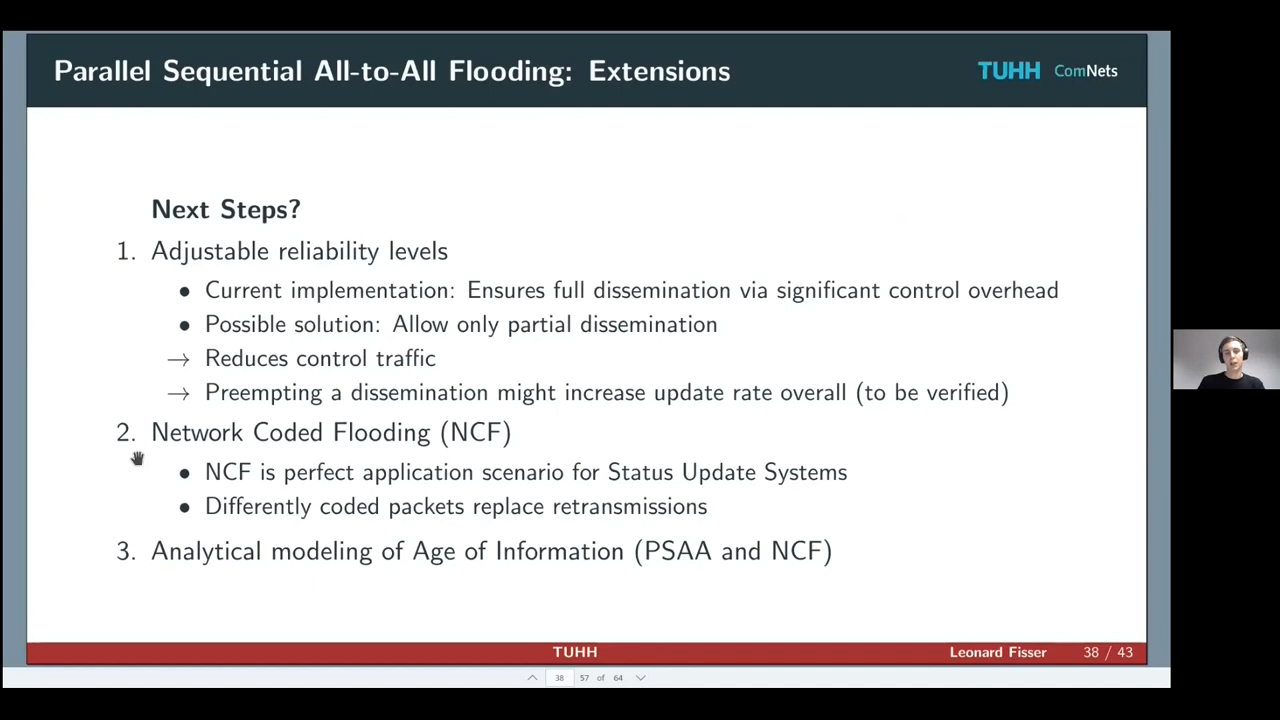 Parallel Sequential All-to-All Flooding: Extensions
TUHH ComNets
Next Steps?
1. Adjustable reliability levels
• Current implementation: Ensures full dissemination via significant control overhead
• Possible solution: Allow only partial dissemination
→ Reduces control traffic
→ Preempting a dissemination might increase update rate overall (to be verified)
2. Network Coded Flooding (NCF)
• NCF is perfect application scenario for Status Update Systems
• Differently coded packets replace retransmissions
3. Analytical modeling of Age of Information (PSAA and NCF)
TUHH Leonard Fisser 38 / 43
38 57 of 64